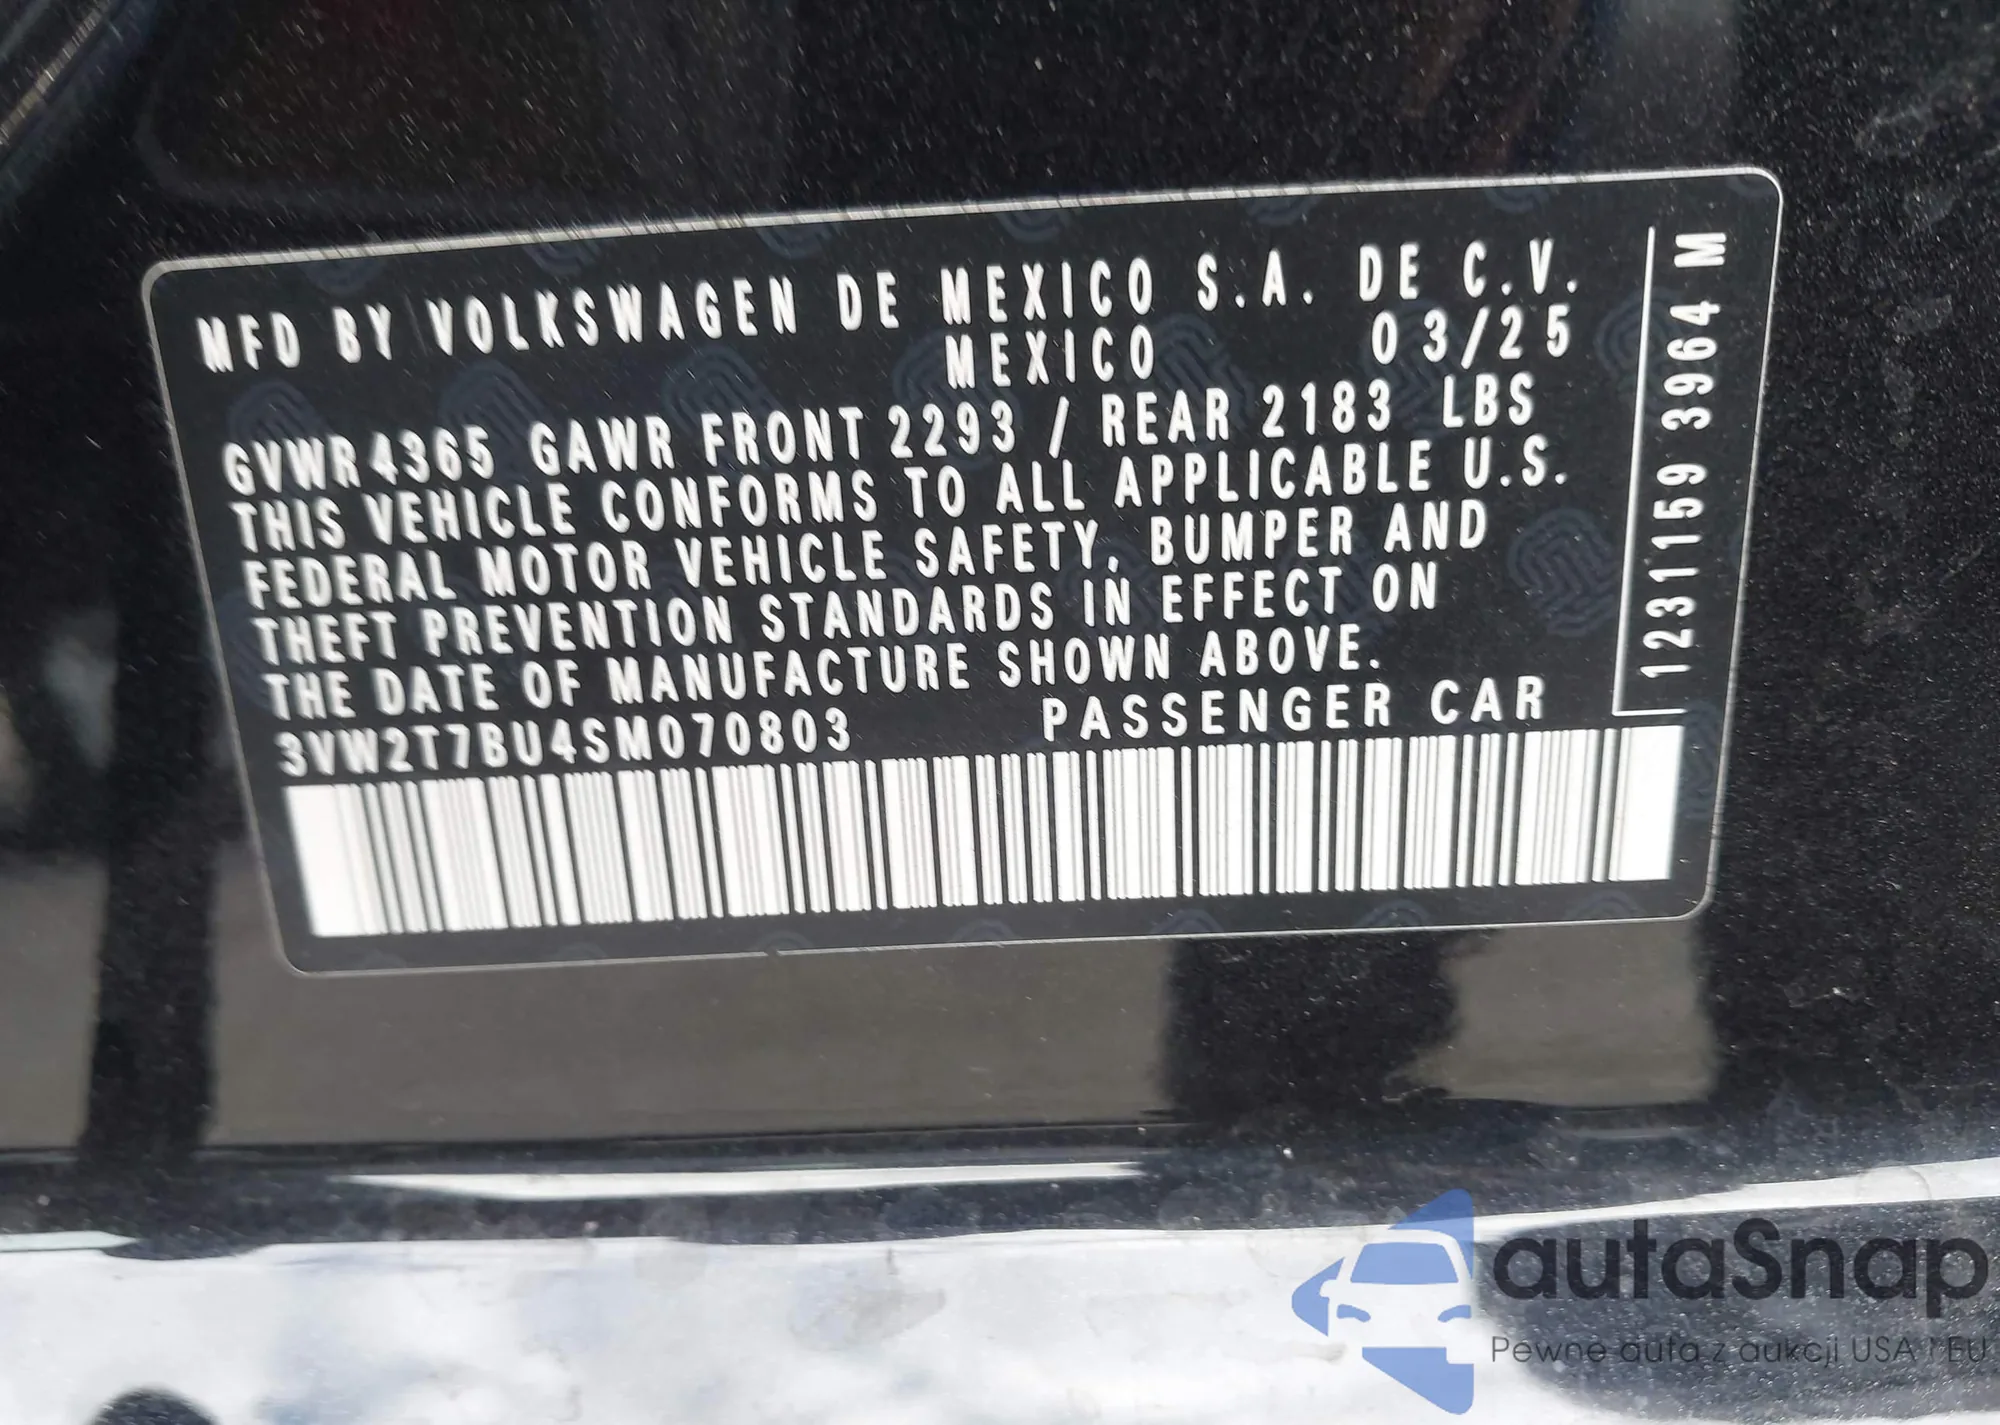 MFD BY VOLKSWAGEN DE MEXICO S.A. DE C.V.
MEXICO 03/25
GVWR 4365 GAWR FRONT 2293 / REAR 2183 LBS
THIS VEHICLE CONFORMS TO ALL APPLICABLE U.S.
FEDERAL MOTOR VEHICLE SAFETY, BUMPER AND
THEFT PREVENTION STANDARDS IN EFFECT ON
THE DATE OF MANUFACTURE SHOWN ABOVE.
3VW2T7BU4SM070803 PASSENGER CAR
1231159 3964 M
autaSnap
Pewne auta z aukcji USA i EU